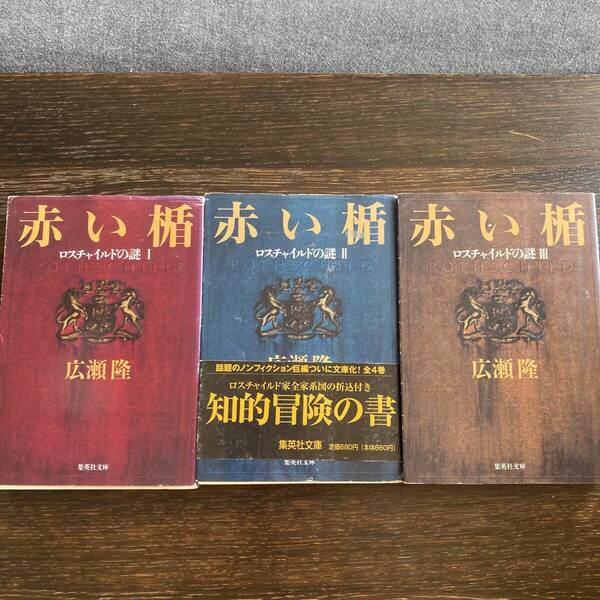 赤い楯
ロスチャイルドの謎 I
ROTHSCHILD
広瀬 隆
集英社文庫
赤い楯
ロスチャイルドの謎 II
ROTHSCHILD
広瀬隆
話題のノンフィクション巨編ついに文庫化!全4巻
ロスチャイルド家全家系図の折込付き
知的冒険の書
集英社文庫 定価680円(本体660円)
集英社文庫
赤い楯
ロスチャイルドの謎 III
ROTHSCHILD
広瀬 隆
集英社文庫